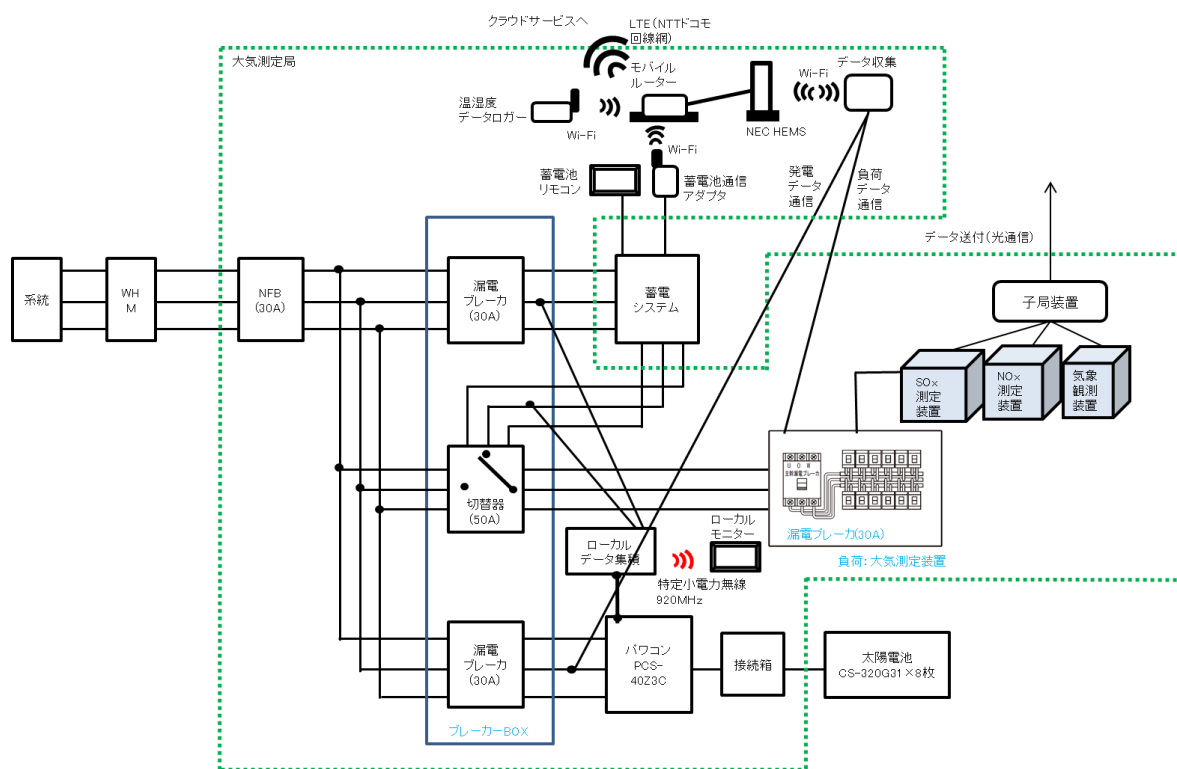 クラウドサービスへ
LTE(NTTドコモ
回線網)
大気測定局
モバイル
ルーター
Wi-Fi
データ収集
温湿度
データロガー
Wi-Fi
NEC HEMS
Wi-Fi
蓄電池
リモコン
蓄電池通信
アダプタ
発電
データ
通信
負荷
データ
通信
データ送付(光通信)
系統
WH
M
NFB
(30A)
漏電
ブレーカ
(30A)
蓄電
システム
子局装置
SOx
測定
装置
NOx
測定
装置
気象
観測
装置
切替器
(50A)
U O W
主幹漏電ブレーカ
漏電ブレーカ(30A)
負荷:大気測定装置
ローカル
データ集積
ローカル
モニター
特定小電力無線
920MHz
漏電
ブレーカ
(30A)
パワコン
PCS-
40Z3C
接続箱
太陽電池
CS-320G31×8枚
ブレーカーBOX